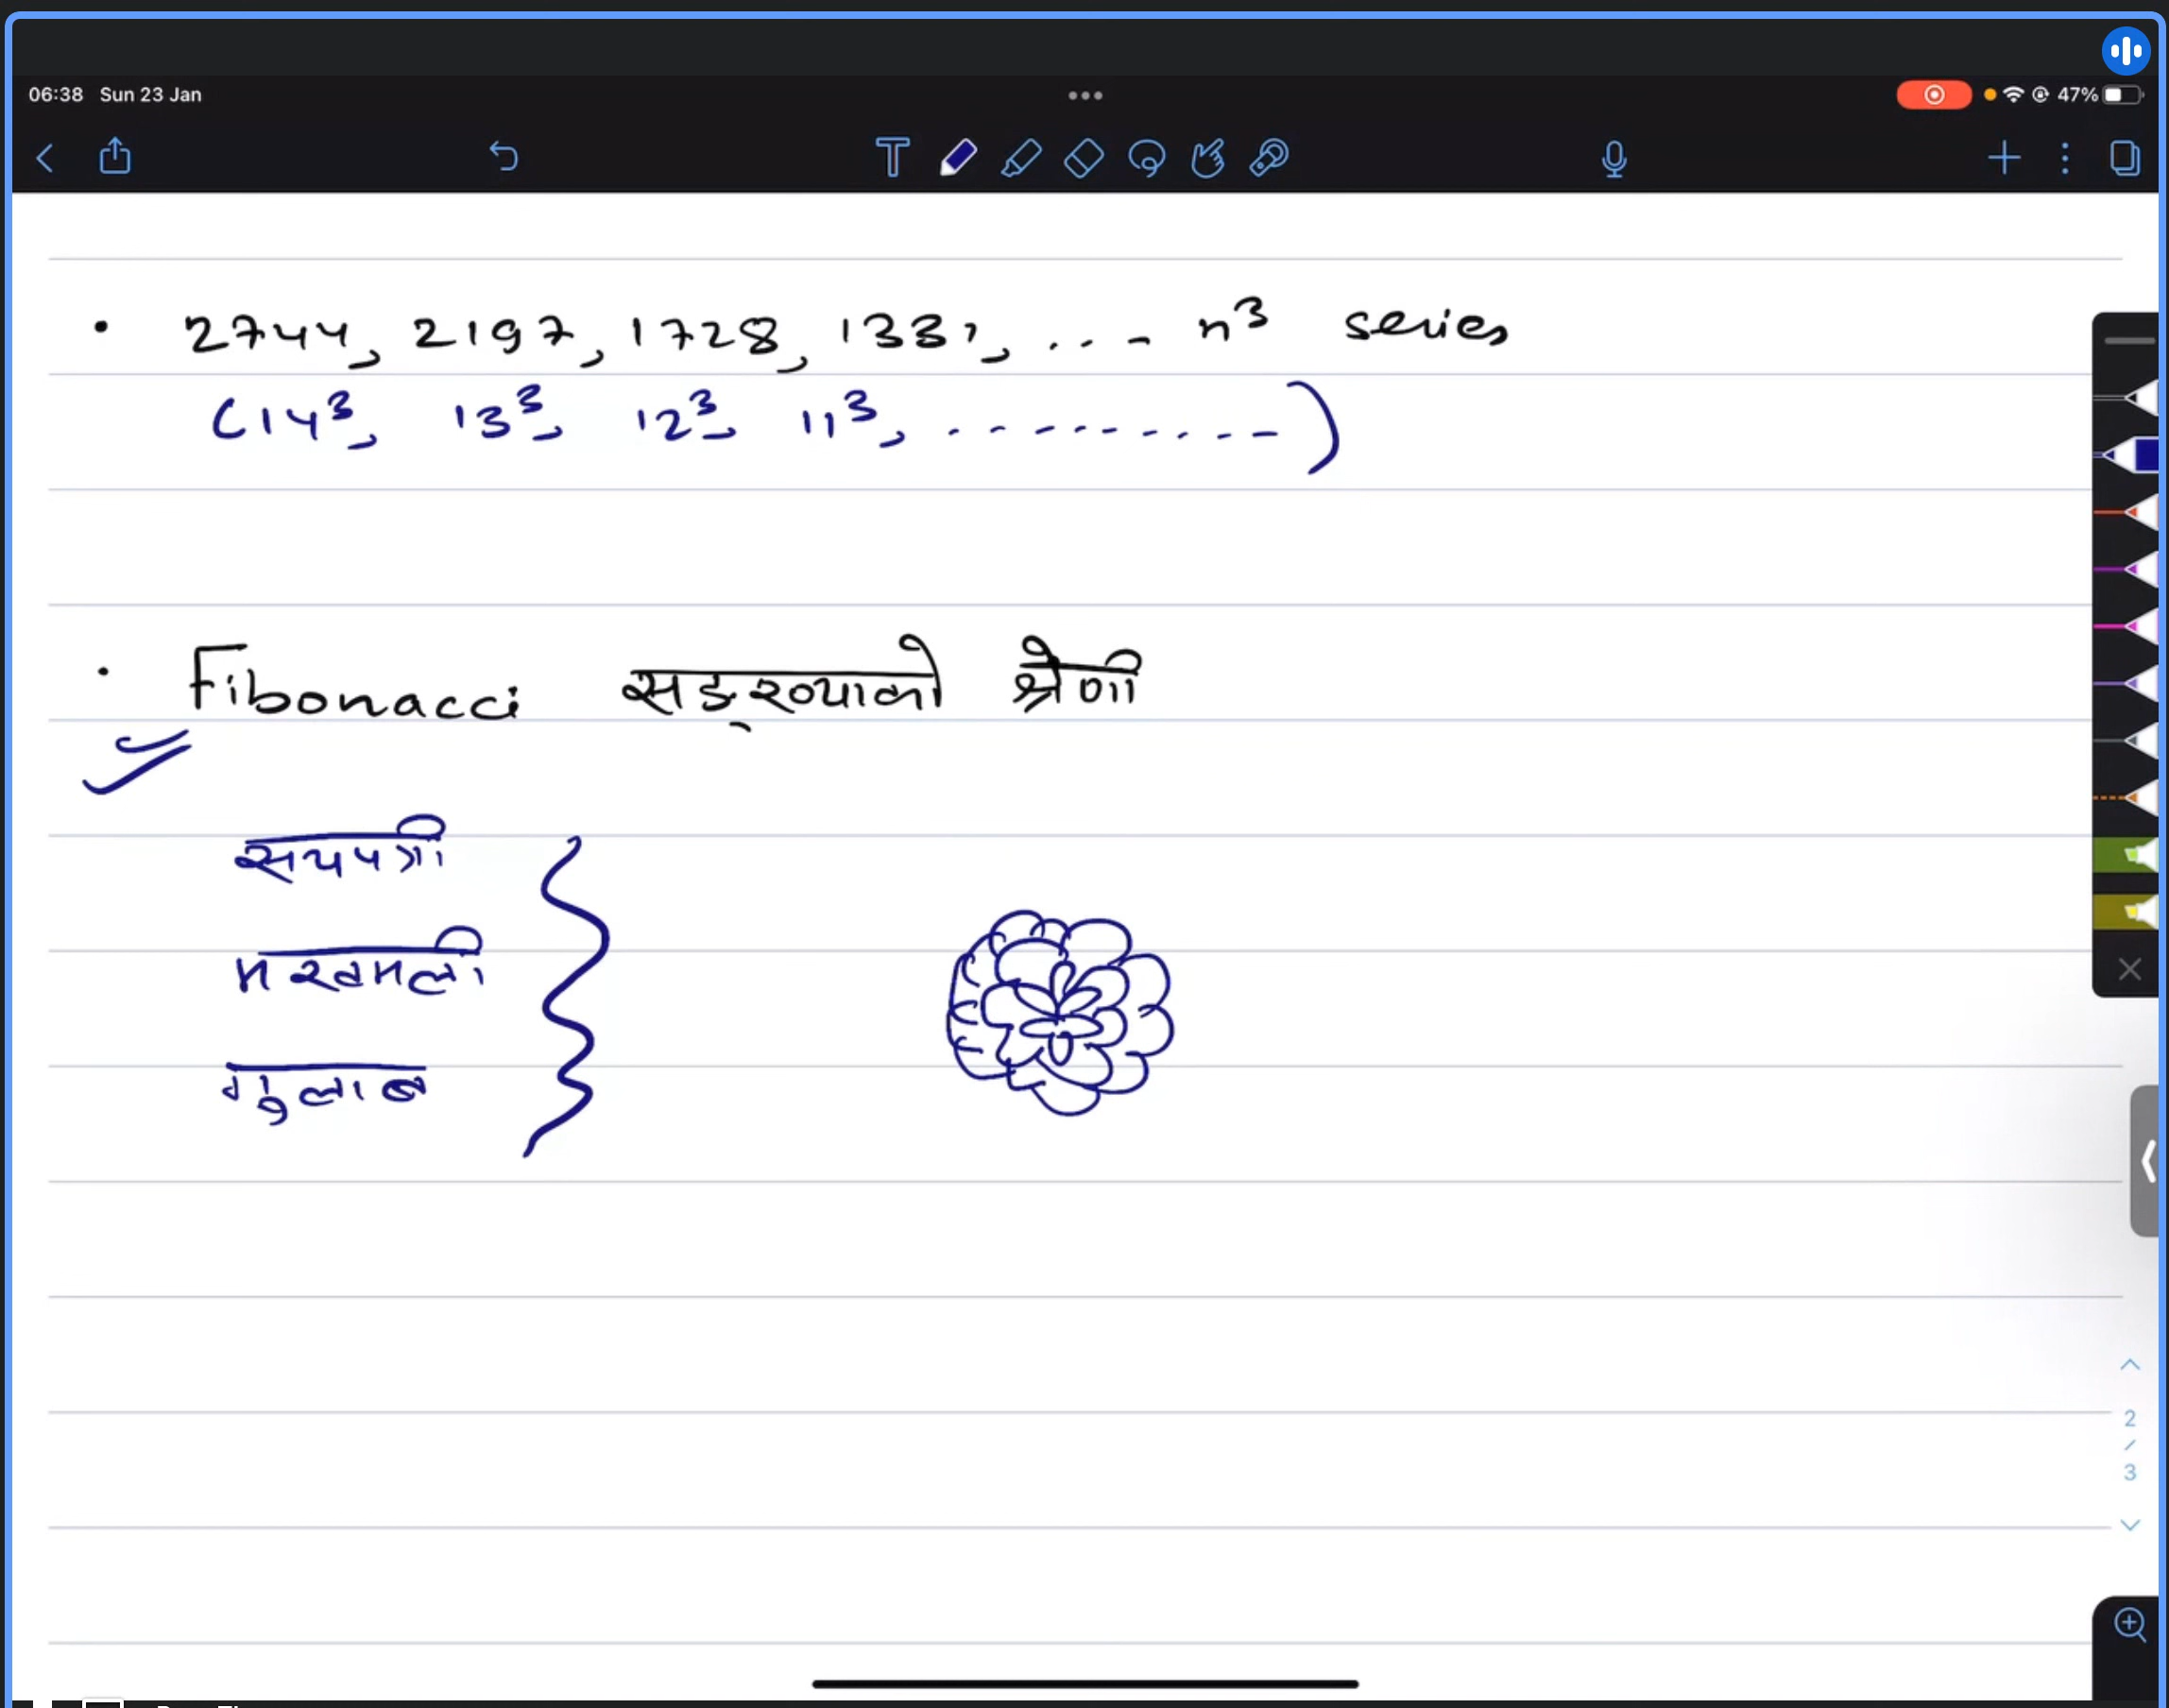 06:38 Sun 23 Jan
47%
• 2744, 2197, 1728, 1331, ... n³ series
(14³, 13³, 12³, 11³, ..........)
• Fibonacci सङ्ख्याको श्रेणी
सयपत्री
मखमली
गुलाब
2
/
3